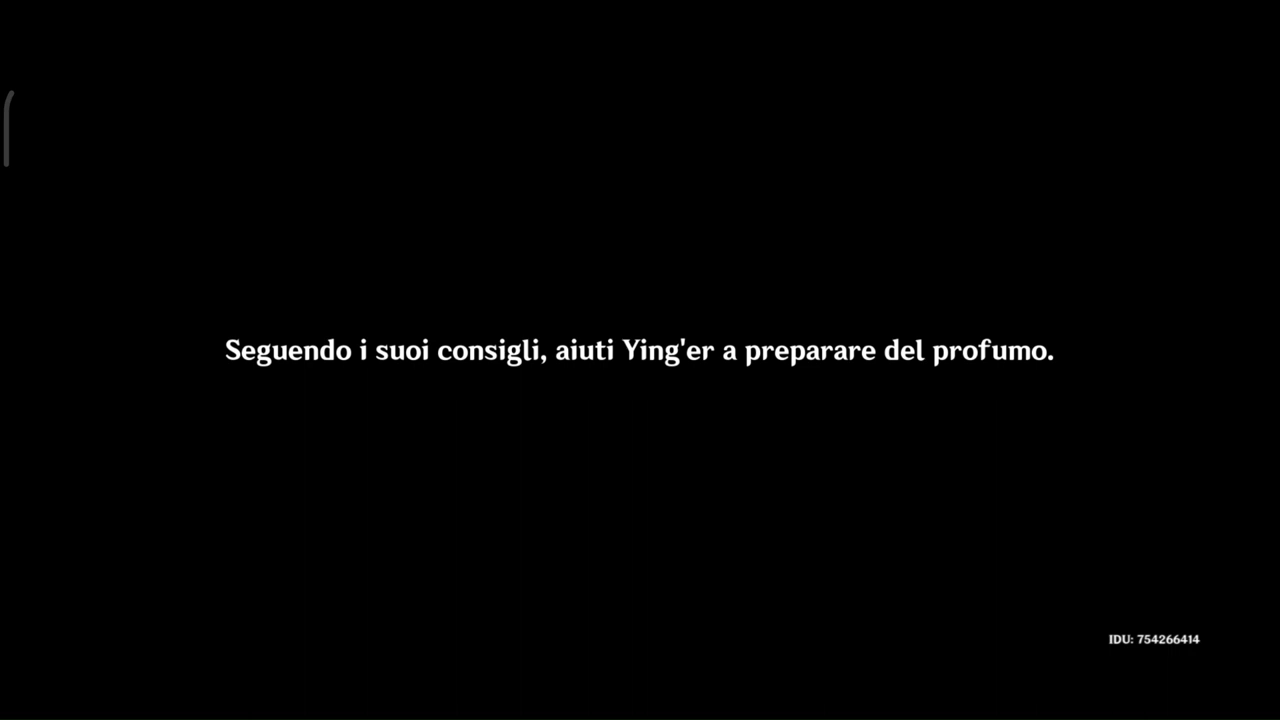 Seguendo i suoi consigli, aiuti Ying'er a preparare del profumo.
IDU: 754266414